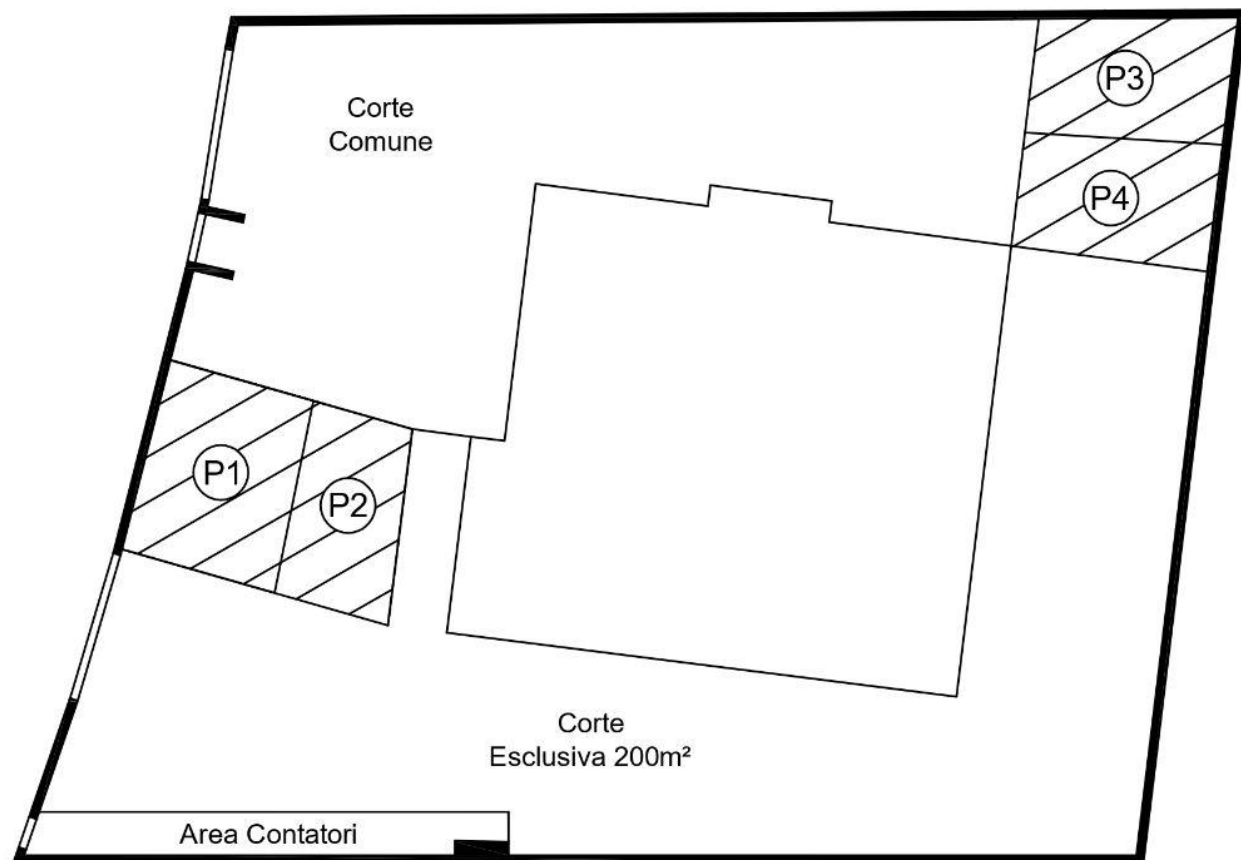 P3
Corte
Comune
P4
P1
P2
Corte
Esclusiva 200m²
Area Contatori